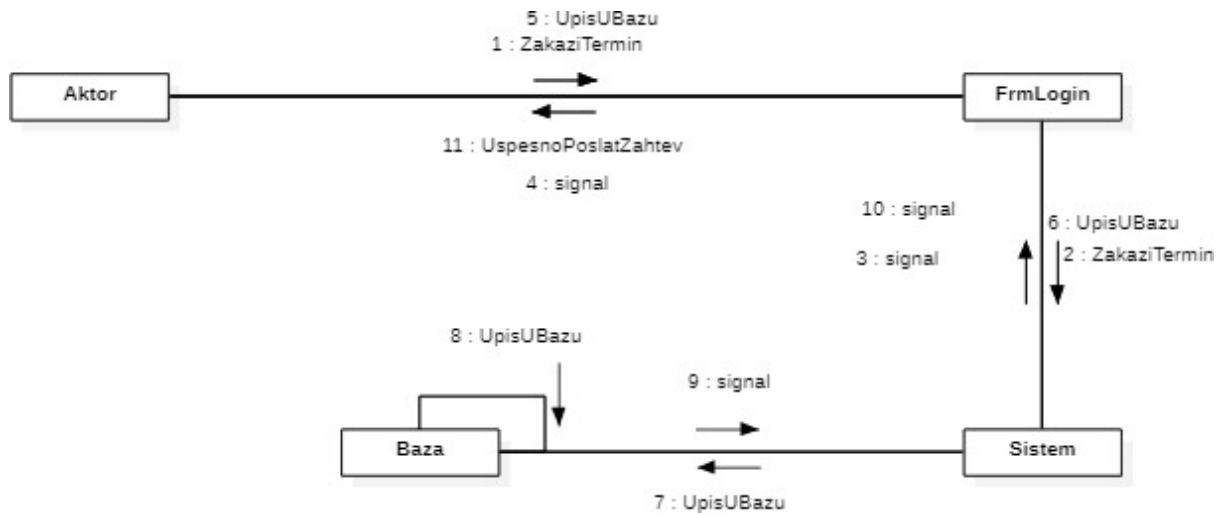 5 : UpisUBazu
1 : ZakaziTermin
Aktor
FrmLogin
11 : UspesnoPoslatZahtev
4 : signal
10 : signal
6 : UpisUBazu
3 : signal
2 : ZakaziTermin
8 : UpisUBazu
9 : signal
Baza
Sistem
7 : UpisUBazu